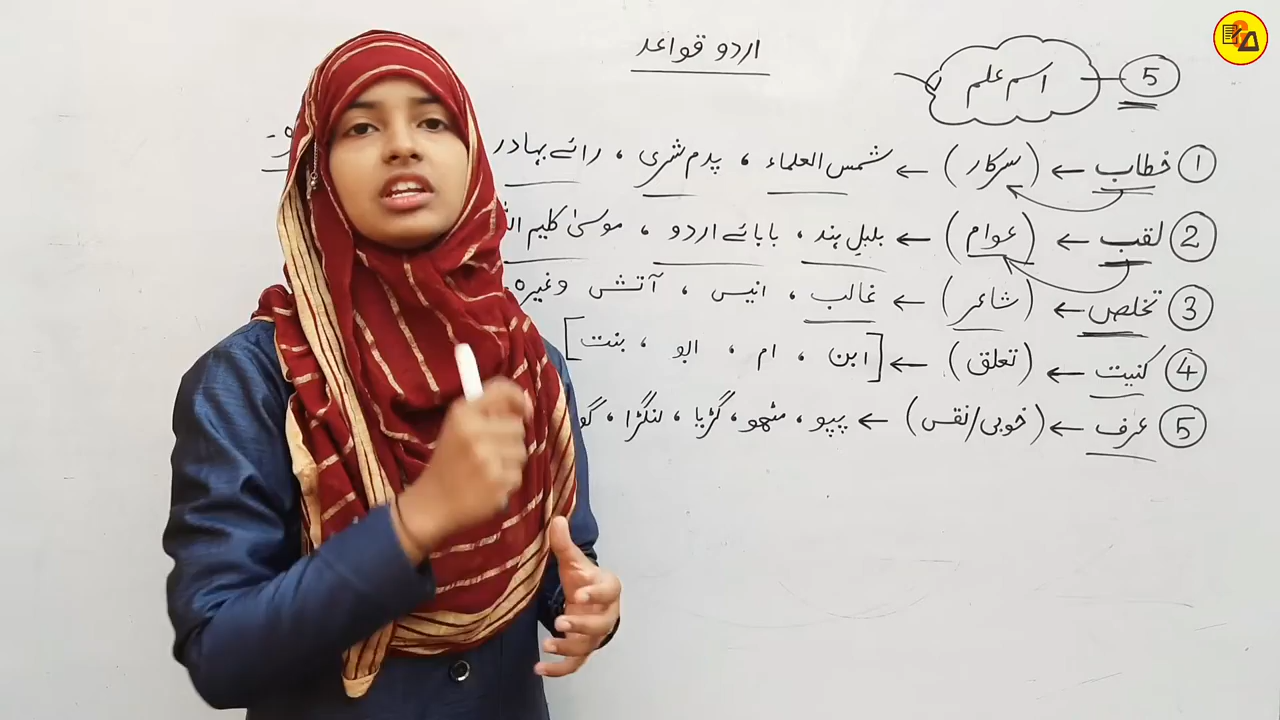 اردو قواعد
اسم علم 5
1 خطاب ← (سرکار) ← شمس العلماء ، پدم شری ، رائے بہادر
2 لقب ← (عوام) ← بلبلِ ہند ، بابائے اردو ، موسیٰ کلیم
3 تخلص ← (شاعر) ← غالب ، انیس ، آتش وغیرہ
4 کنیت ← (تعلق) ← [ابن ، ام ، ابو ، بنت]
5 عرف ← (خوبی/نقس) ← پپو ، مٹھو ، گڑیا ، لنگڑا ،